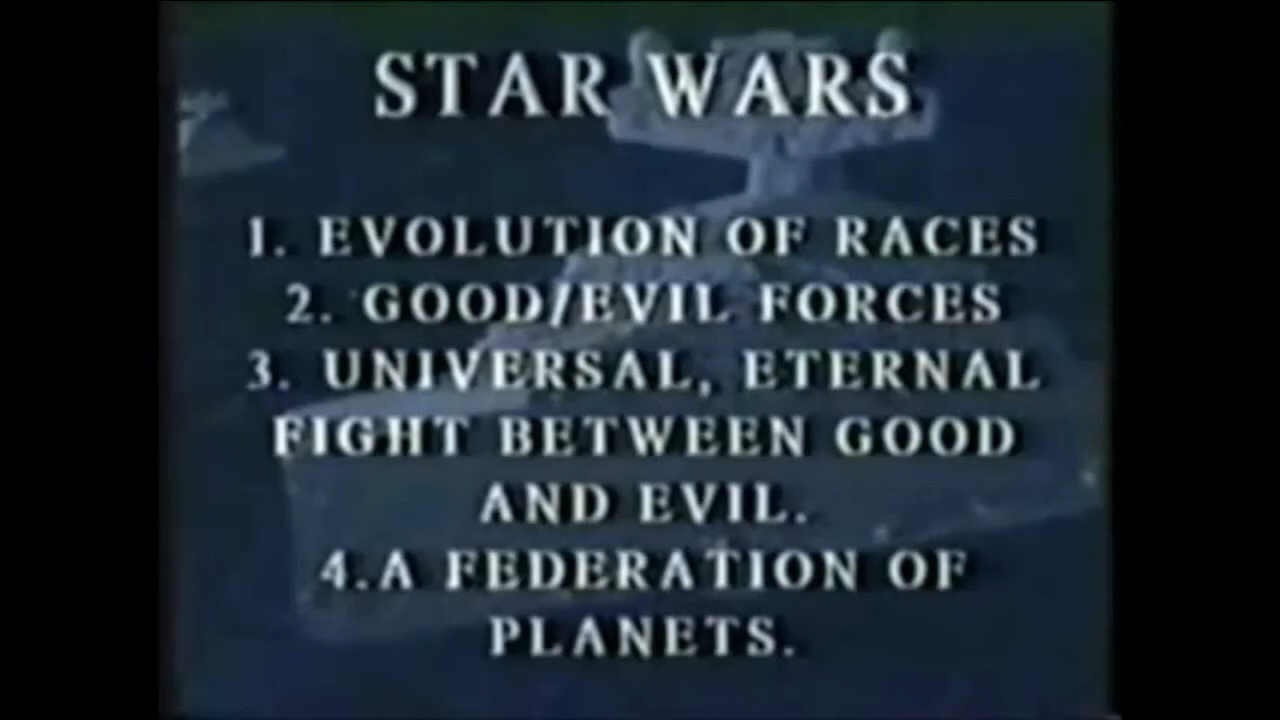 STAR WARS
1. EVOLUTION OF RACES
2. GOOD/EVIL FORCES
3. UNIVERSAL, ETERNAL
FIGHT BETWEEN GOOD
AND EVIL.
4.A FEDERATION OF
PLANETS.